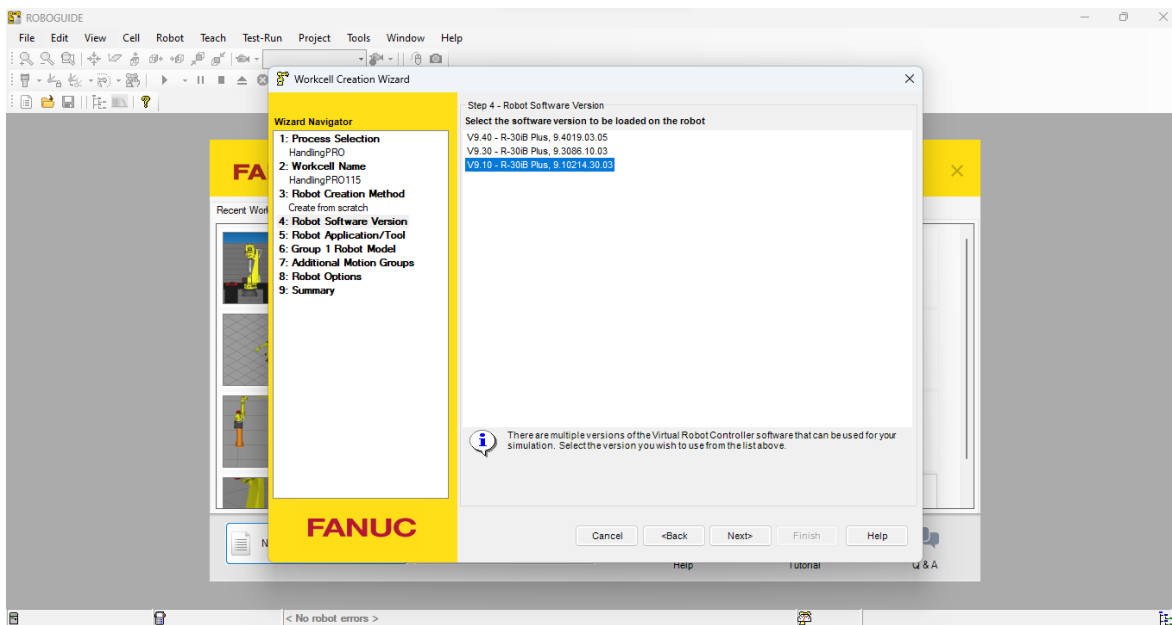 ROBOGUIDE
File Edit View Cell Robot Teach Test-Run Project Tools Window Help
Workcell Creation Wizard
Wizard Navigator
1: Process Selection
HandlingPRO
2: Workcell Name
HandlingPRO115
3: Robot Creation Method
Create from scratch
4: Robot Software Version
5: Robot Application/Tool
6: Group 1 Robot Model
7: Additional Motion Groups
8: Robot Options
9: Summary
FANUC
Step 4 - Robot Software Version
Select the software version to be loaded on the robot
V9.40 - R-30iB Plus, 9.4019.03.05
V9.30 - R-30iB Plus, 9.3086.10.03
V9.10 - R-30iB Plus, 9.10214.30.03
There are multiple versions of the Virtual Robot Controller software that can be used for your
simulation. Select the version you wish to use from the list above.
Cancel <Back Next> Finish Help
FA
Recent Work
N
Help Tutorial Q & A
< No robot errors >